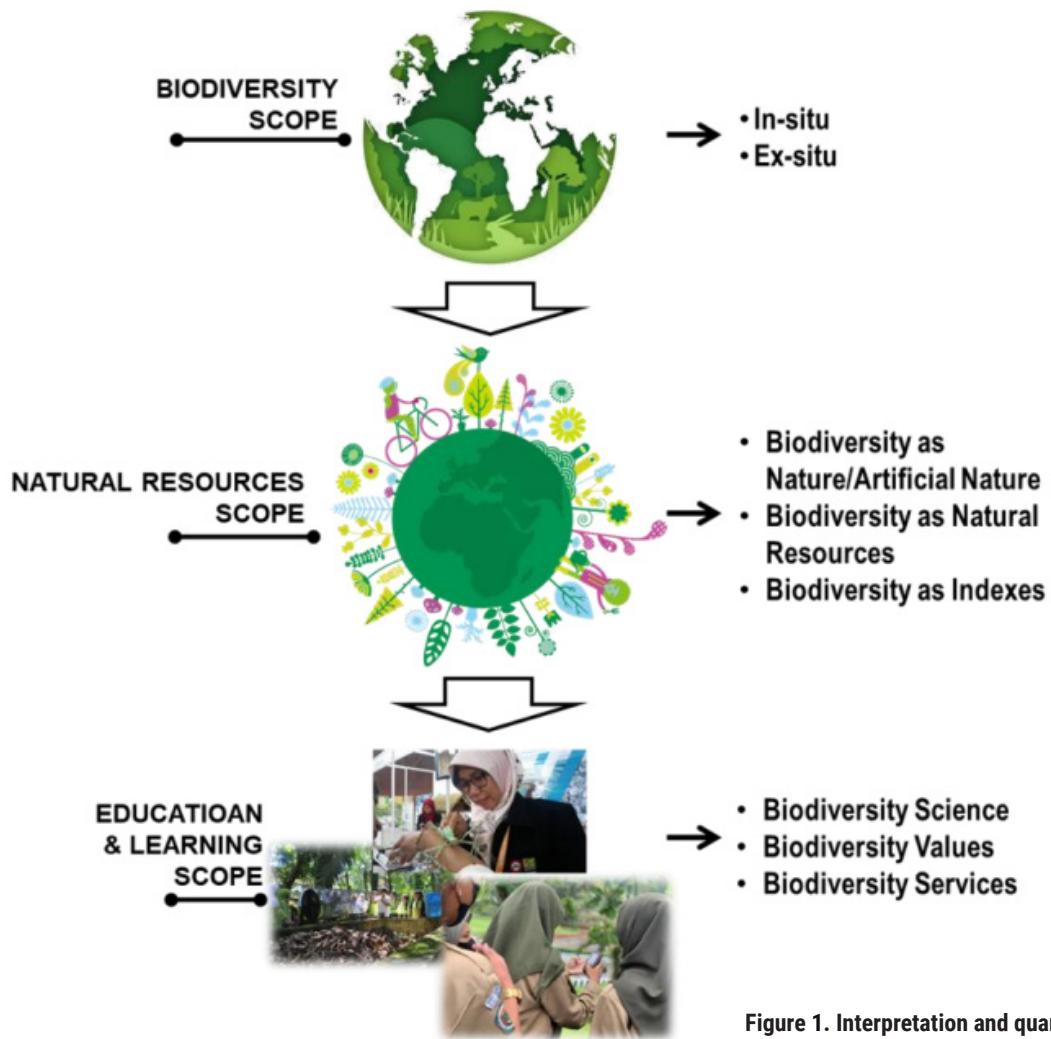 BIODIVERSITY
SCOPE
• In-situ
• Ex-situ
NATURAL RESOURCES
SCOPE
• Biodiversity as
Nature/Artificial Nature
• Biodiversity as Natural
Resources
• Biodiversity as Indexes
EDUCATIOAN
& LEARNING
SCOPE
• Biodiversity Science
• Biodiversity Values
• Biodiversity Services
Figure 1. Interpretation and